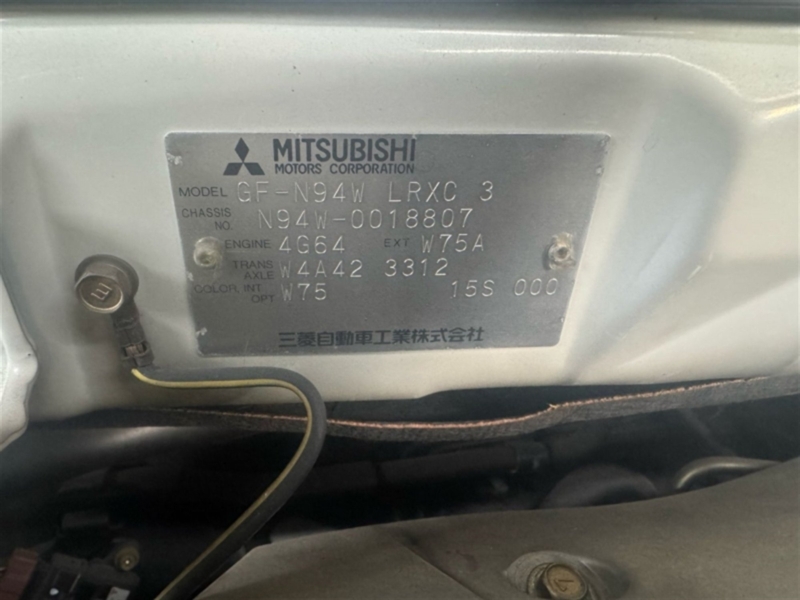 MITSUBISHI
MOTORS CORPORATION
MODEL GF-N94W LRXC 3
CHASSIS NO. N94W-0018807
ENGINE 4G64 EXT W75A
TRANS AXLE W4A42 3312
COLOR, INT OPT W75 15S 000
三菱自動車工業株式会社